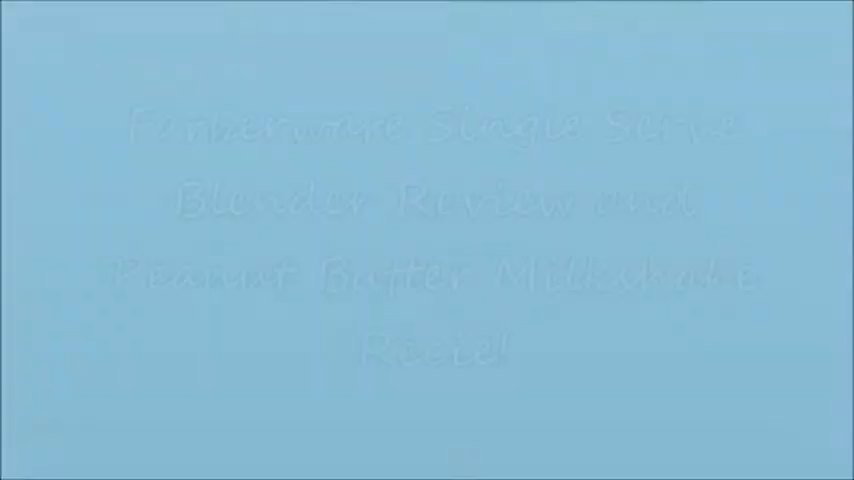 Farberware Single Serve
Blender Review and
Peanut Butter Milkshake